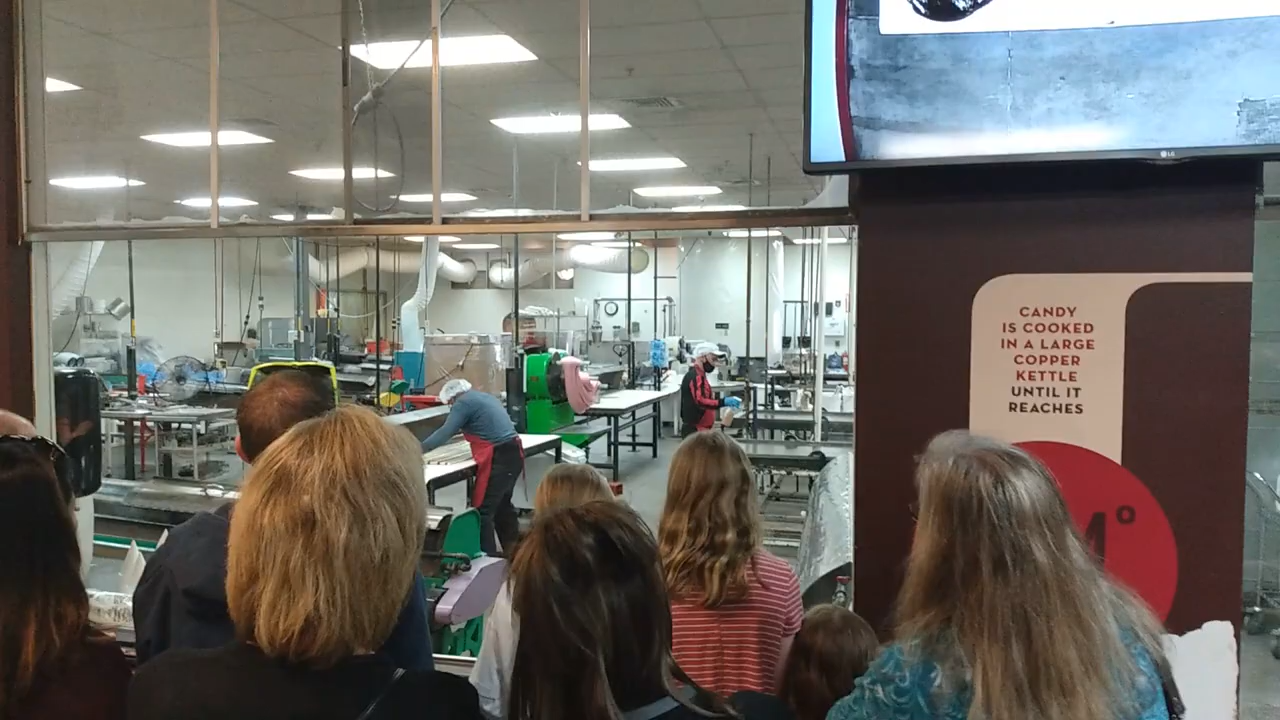 LG
CANDY
IS COOKED
IN A LARGE
COPPER
KETTLE
UNTIL IT
REACHES